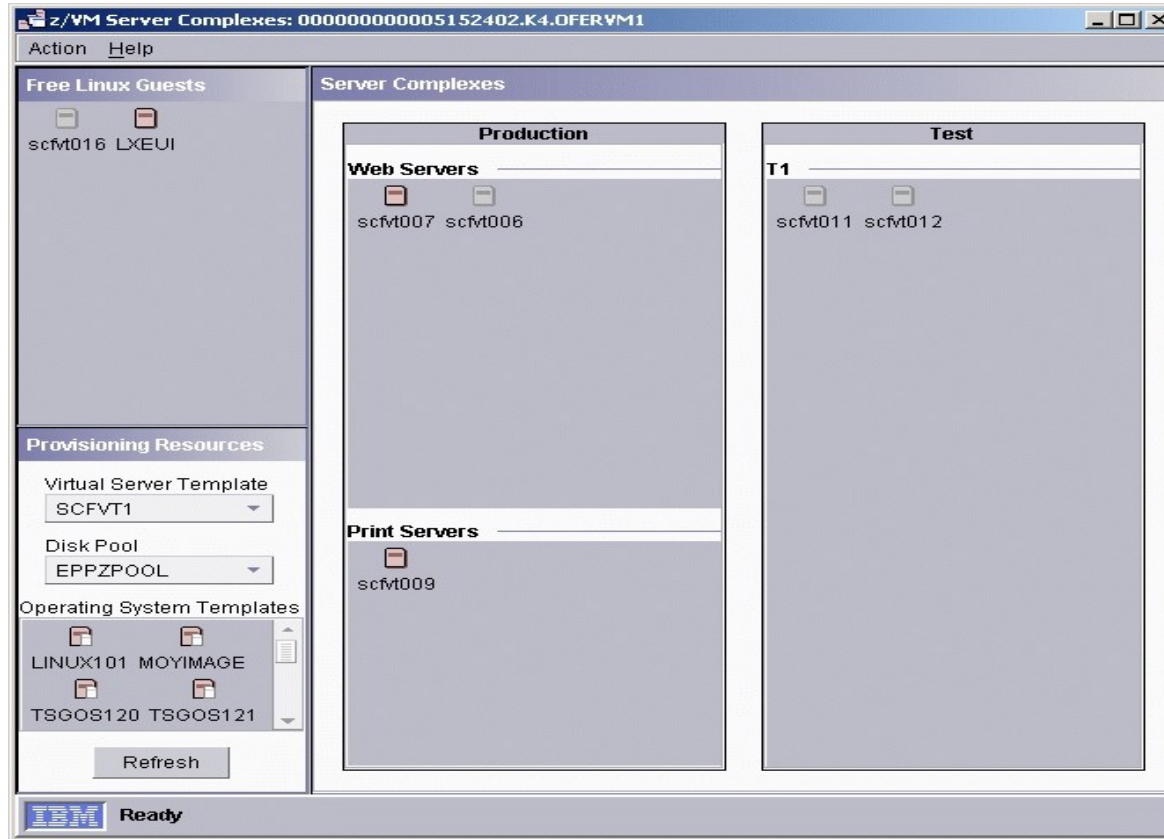 z/VM Server Complexes: 000000000005152402.K4.OFERVM1
Action Help
Free Linux Guests
scfvt016 LXEUI
Provisioning Resources
Virtual Server Template
SCFVT1
Disk Pool
EPPZPOOL
Operating System Templates
LINUX101 MOYIMAGE
TSGOS120 TSGOS121
Refresh
Server Complexes
Production
Web Servers
scfvt007 scfvt006
Print Servers
scfvt009
Test
T1
scfvt011 scfvt012
IBM Ready